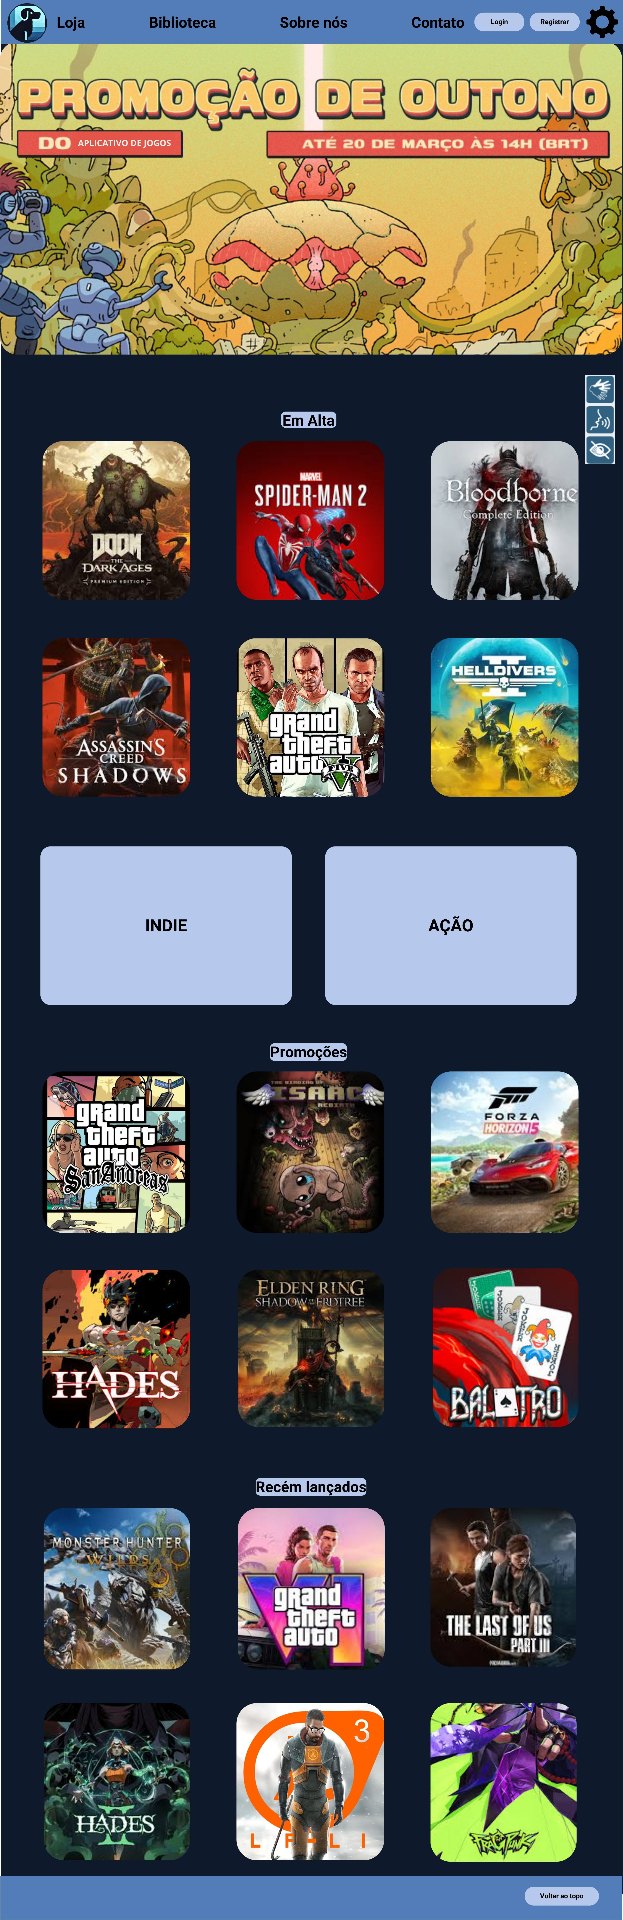 Loja
Biblioteca
Sobre nós
Contato
Login
Registrar
PROMOÇÃO DE OUTONO
DO APLICATIVO DE JOGOS
ATÉ 20 DE MARÇO ÀS 14H (BRT)
Em Alta
DOOM
THE
DARK AGES
PREMIUM EDITION
MARVEL
SPIDER-MAN 2
Bloodborne
Complete Edition
ASSASSIN'S
CREED
SHADOWS
grand
theft
auto
FIVE
V
HELLDIVERS
II
INDIE
AÇÃO
Promoções
grand
theft
auto
San Andreas
THE BINDING OF
ISAAC
REBIRTH
FORZA
HORIZON 5
HADES
ELDEN RING
SHADOW OF THE ERDTREE
JOKER
JOKER
JOKER
BALATRO
Recém lançados
MONSTER HUNTER
WILDS
VI
grand
theft
auto
THE LAST OF US
PART III
HADES
II
3
L F-L I
FRAGPUNK
Voltar ao topo